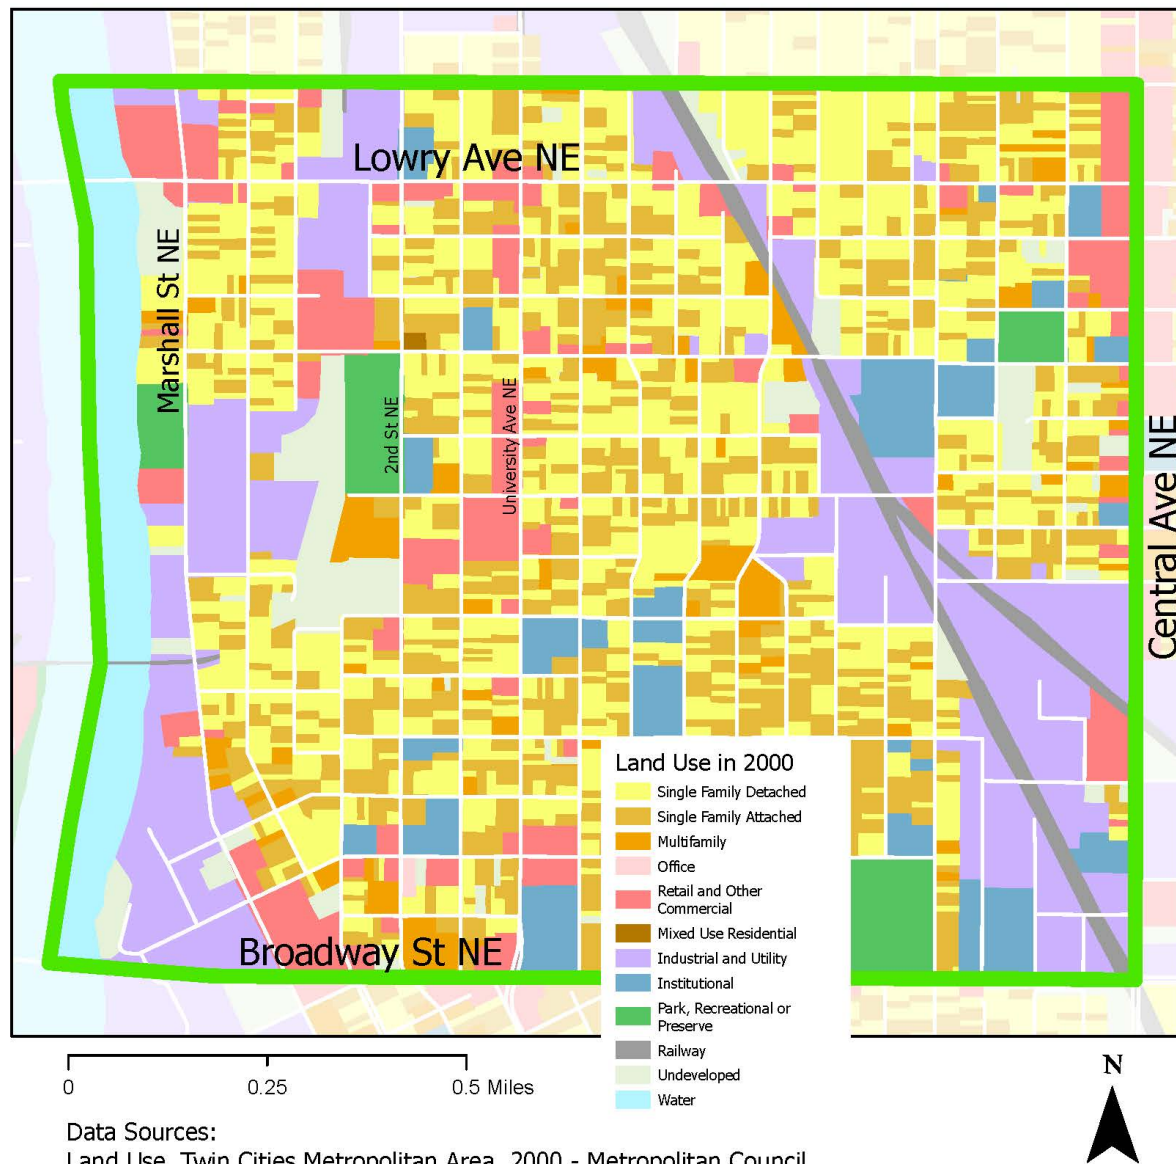 Lowry Ave NE
Marshall St NE
2nd St NE
University Ave NE
Central Ave NE
Broadway St NE
Land Use in 2000
Single Family Detached
Single Family Attached
Multifamily
Office
Retail and Other
Commercial
Mixed Use Residential
Industrial and Utility
Institutional
Park, Recreational or
Preserve
Railway
Undeveloped
Water
0 0.25 0.5 Miles
N
Data Sources:
Land Use, Twin Cities Metropolitan Area, 2000 - Metropolitan Council